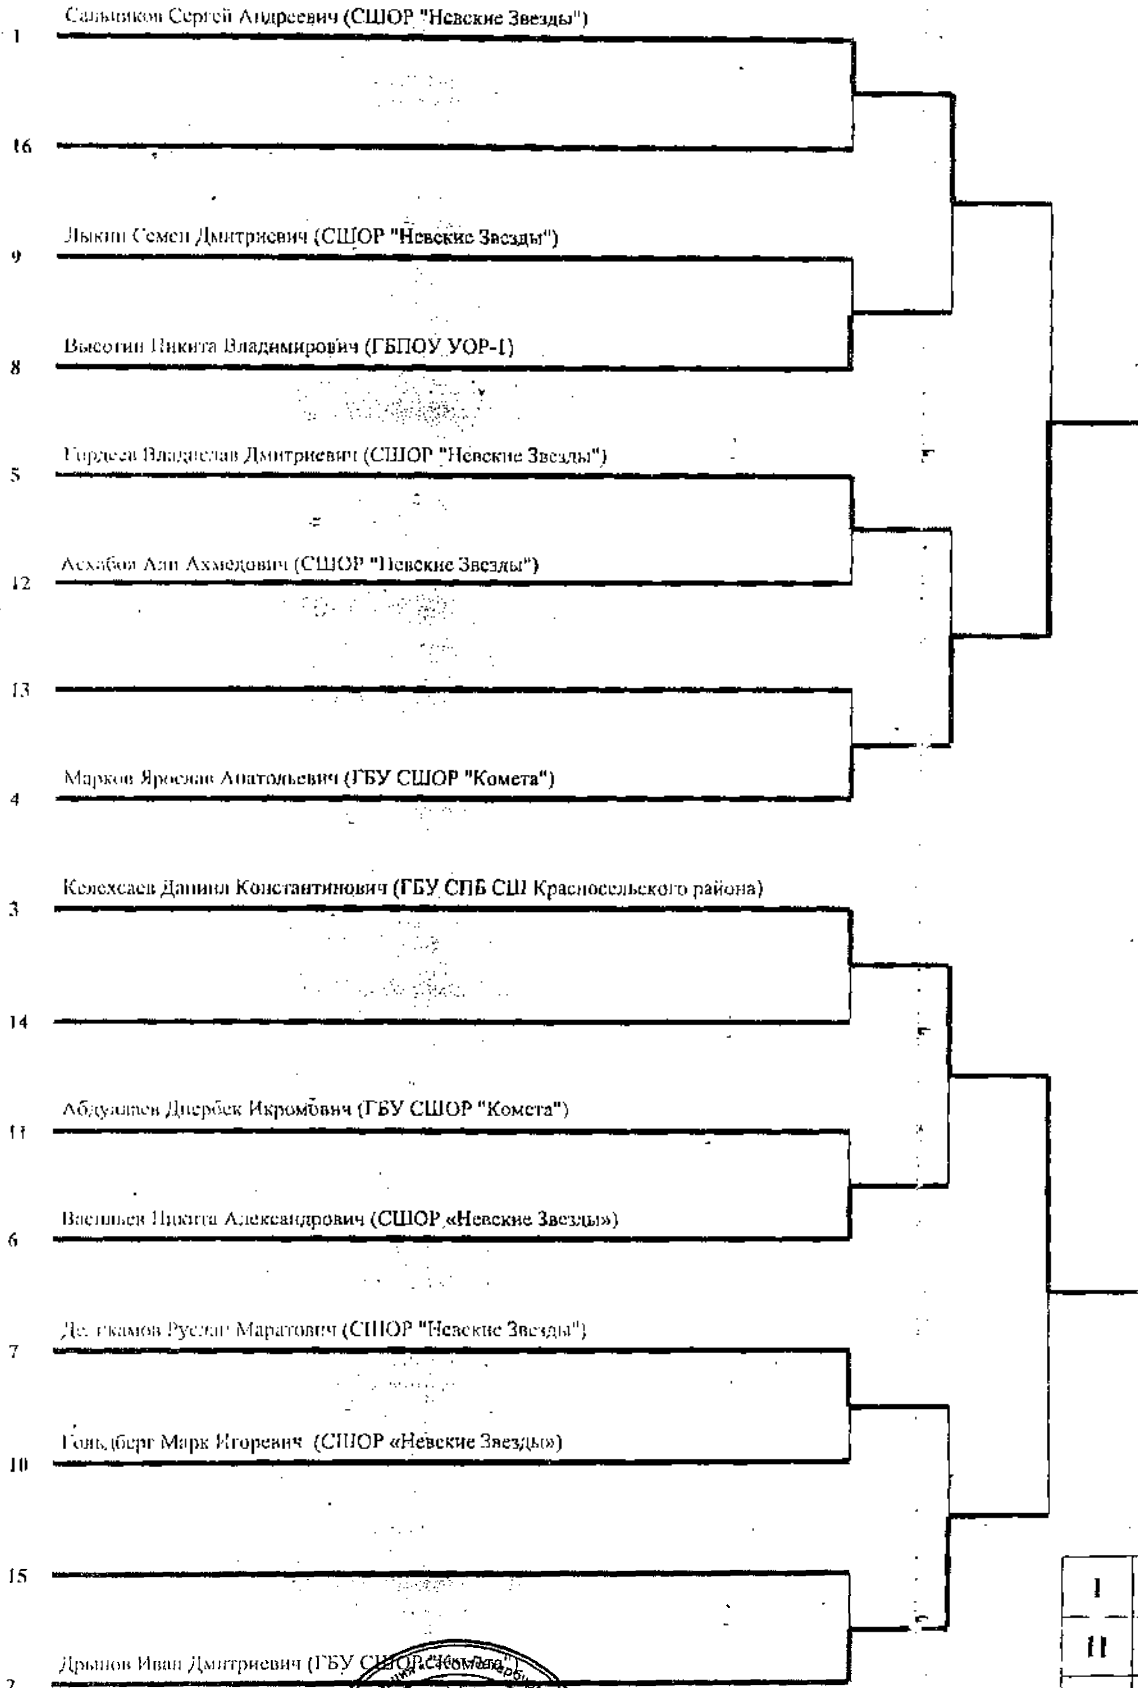 Сальников Сергей Андреевич (СШОР "Невские Звезды")
1
16
Лыкин Семен Дмитриевич (СШОР "Невские Звезды")
9
Высотин Никита Владимирович (ГБПОУ УОР-1)
8
Гордеев Владислав Дмитриевич (СШОР "Невские Звезды")
5
Асхабов Али Ахмедович (СШОР "Невские Звезды")
12
13
Марков Ярослав Анатольевич (ГБУ СШОР "Комета")
4
Келехсаев Даниил Константинович (ГБУ СПБ СШ Красносельского района)
3
14
Абдуллаев Диербек Икромович (ГБУ СШОР "Комета")
11
Васильев Никита Александрович (СШОР «Невские Звезды»)
6
Руслан Маратович (СШОР "Невские Звезды")
7
Гольдберг Марк Игоревич (СШОР «Невские Звезды»)
10
15
I
II
Дрынов Иван Дмитриевич (ГБУ СШОР "Комета")
2